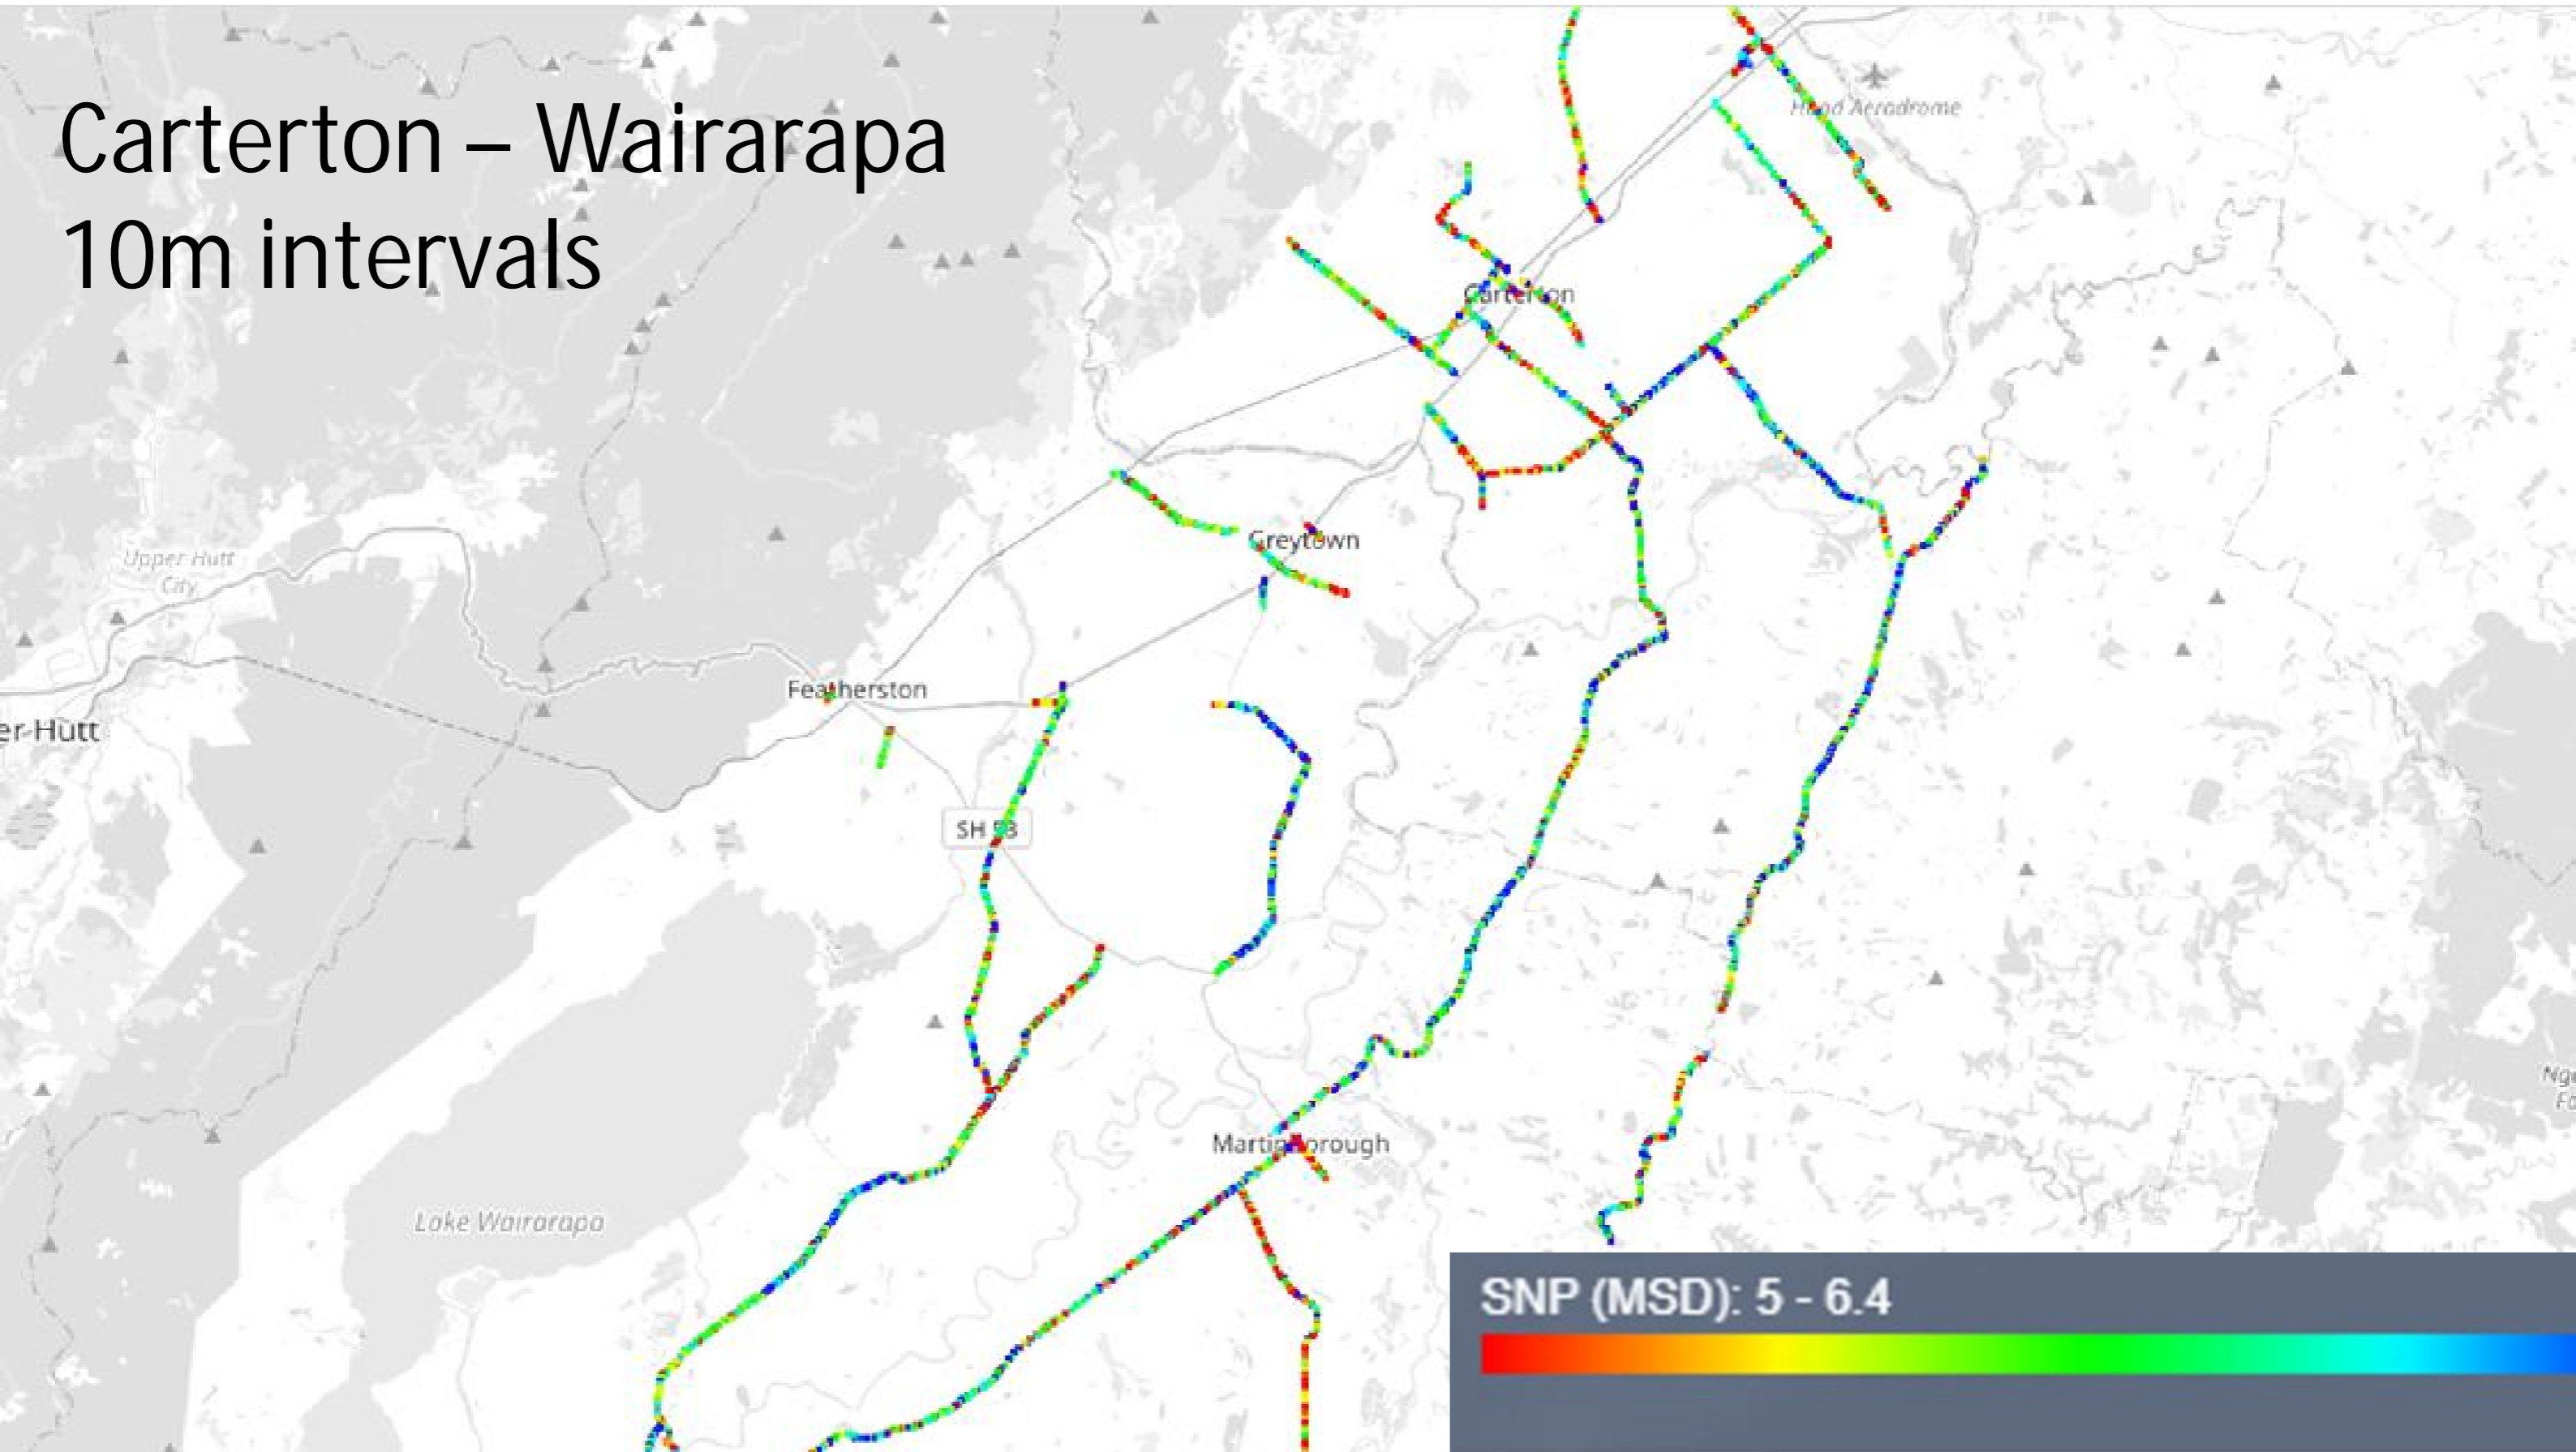 Carterton – Wairarapa
10m intervals
Hood Aerodrome
Carterton
Greytown
Upper Hutt
City
Featherston
er-Hutt
SH 53
Martinborough
Lake Wairarapa
SNP (MSD): 5 - 6.4